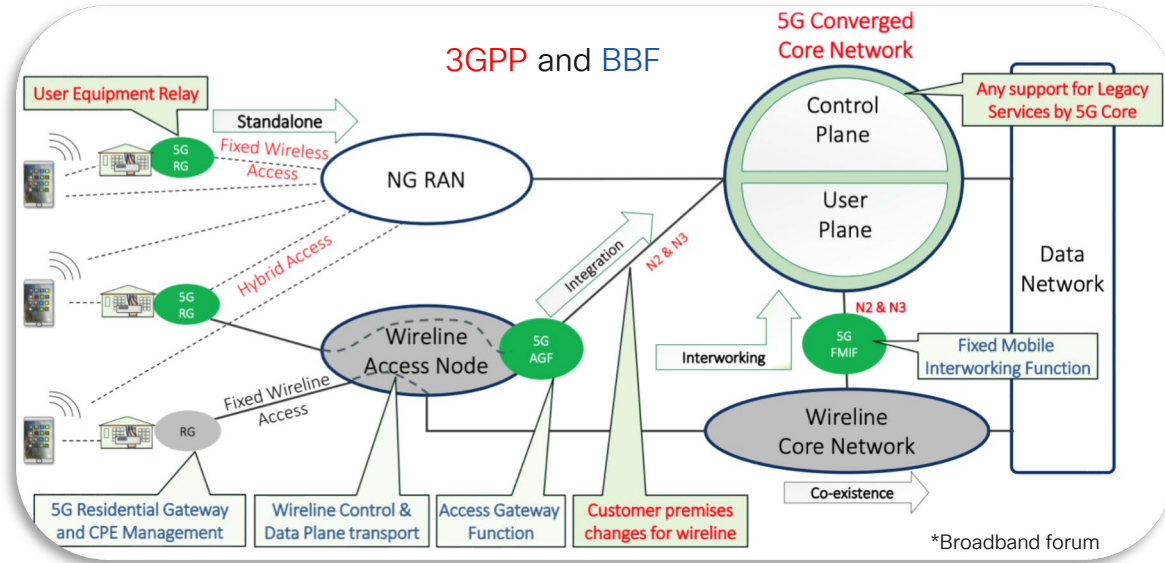 3GPP and BBF
5G Converged
Core Network
User Equipment Relay
Standalone
5G
RG
Fixed Wireless
Access
NG RAN
Control
Plane
User
Plane
Any support for Legacy
Services by 5G Core
Hybrid Access
5G
RG
Integration
N2 & N3
Data
Network
Wireline
Access Node
5G
AGF
Interworking
N2 & N3
5G
FMIF
Fixed Mobile
Interworking Function
Fixed Wireline
Access
RG
Wireline
Core Network
Co-existence
5G Residential Gateway
and CPE Management
Wireline Control &
Data Plane transport
Access Gateway
Function
Customer premises
changes for wireline
*Broadband forum